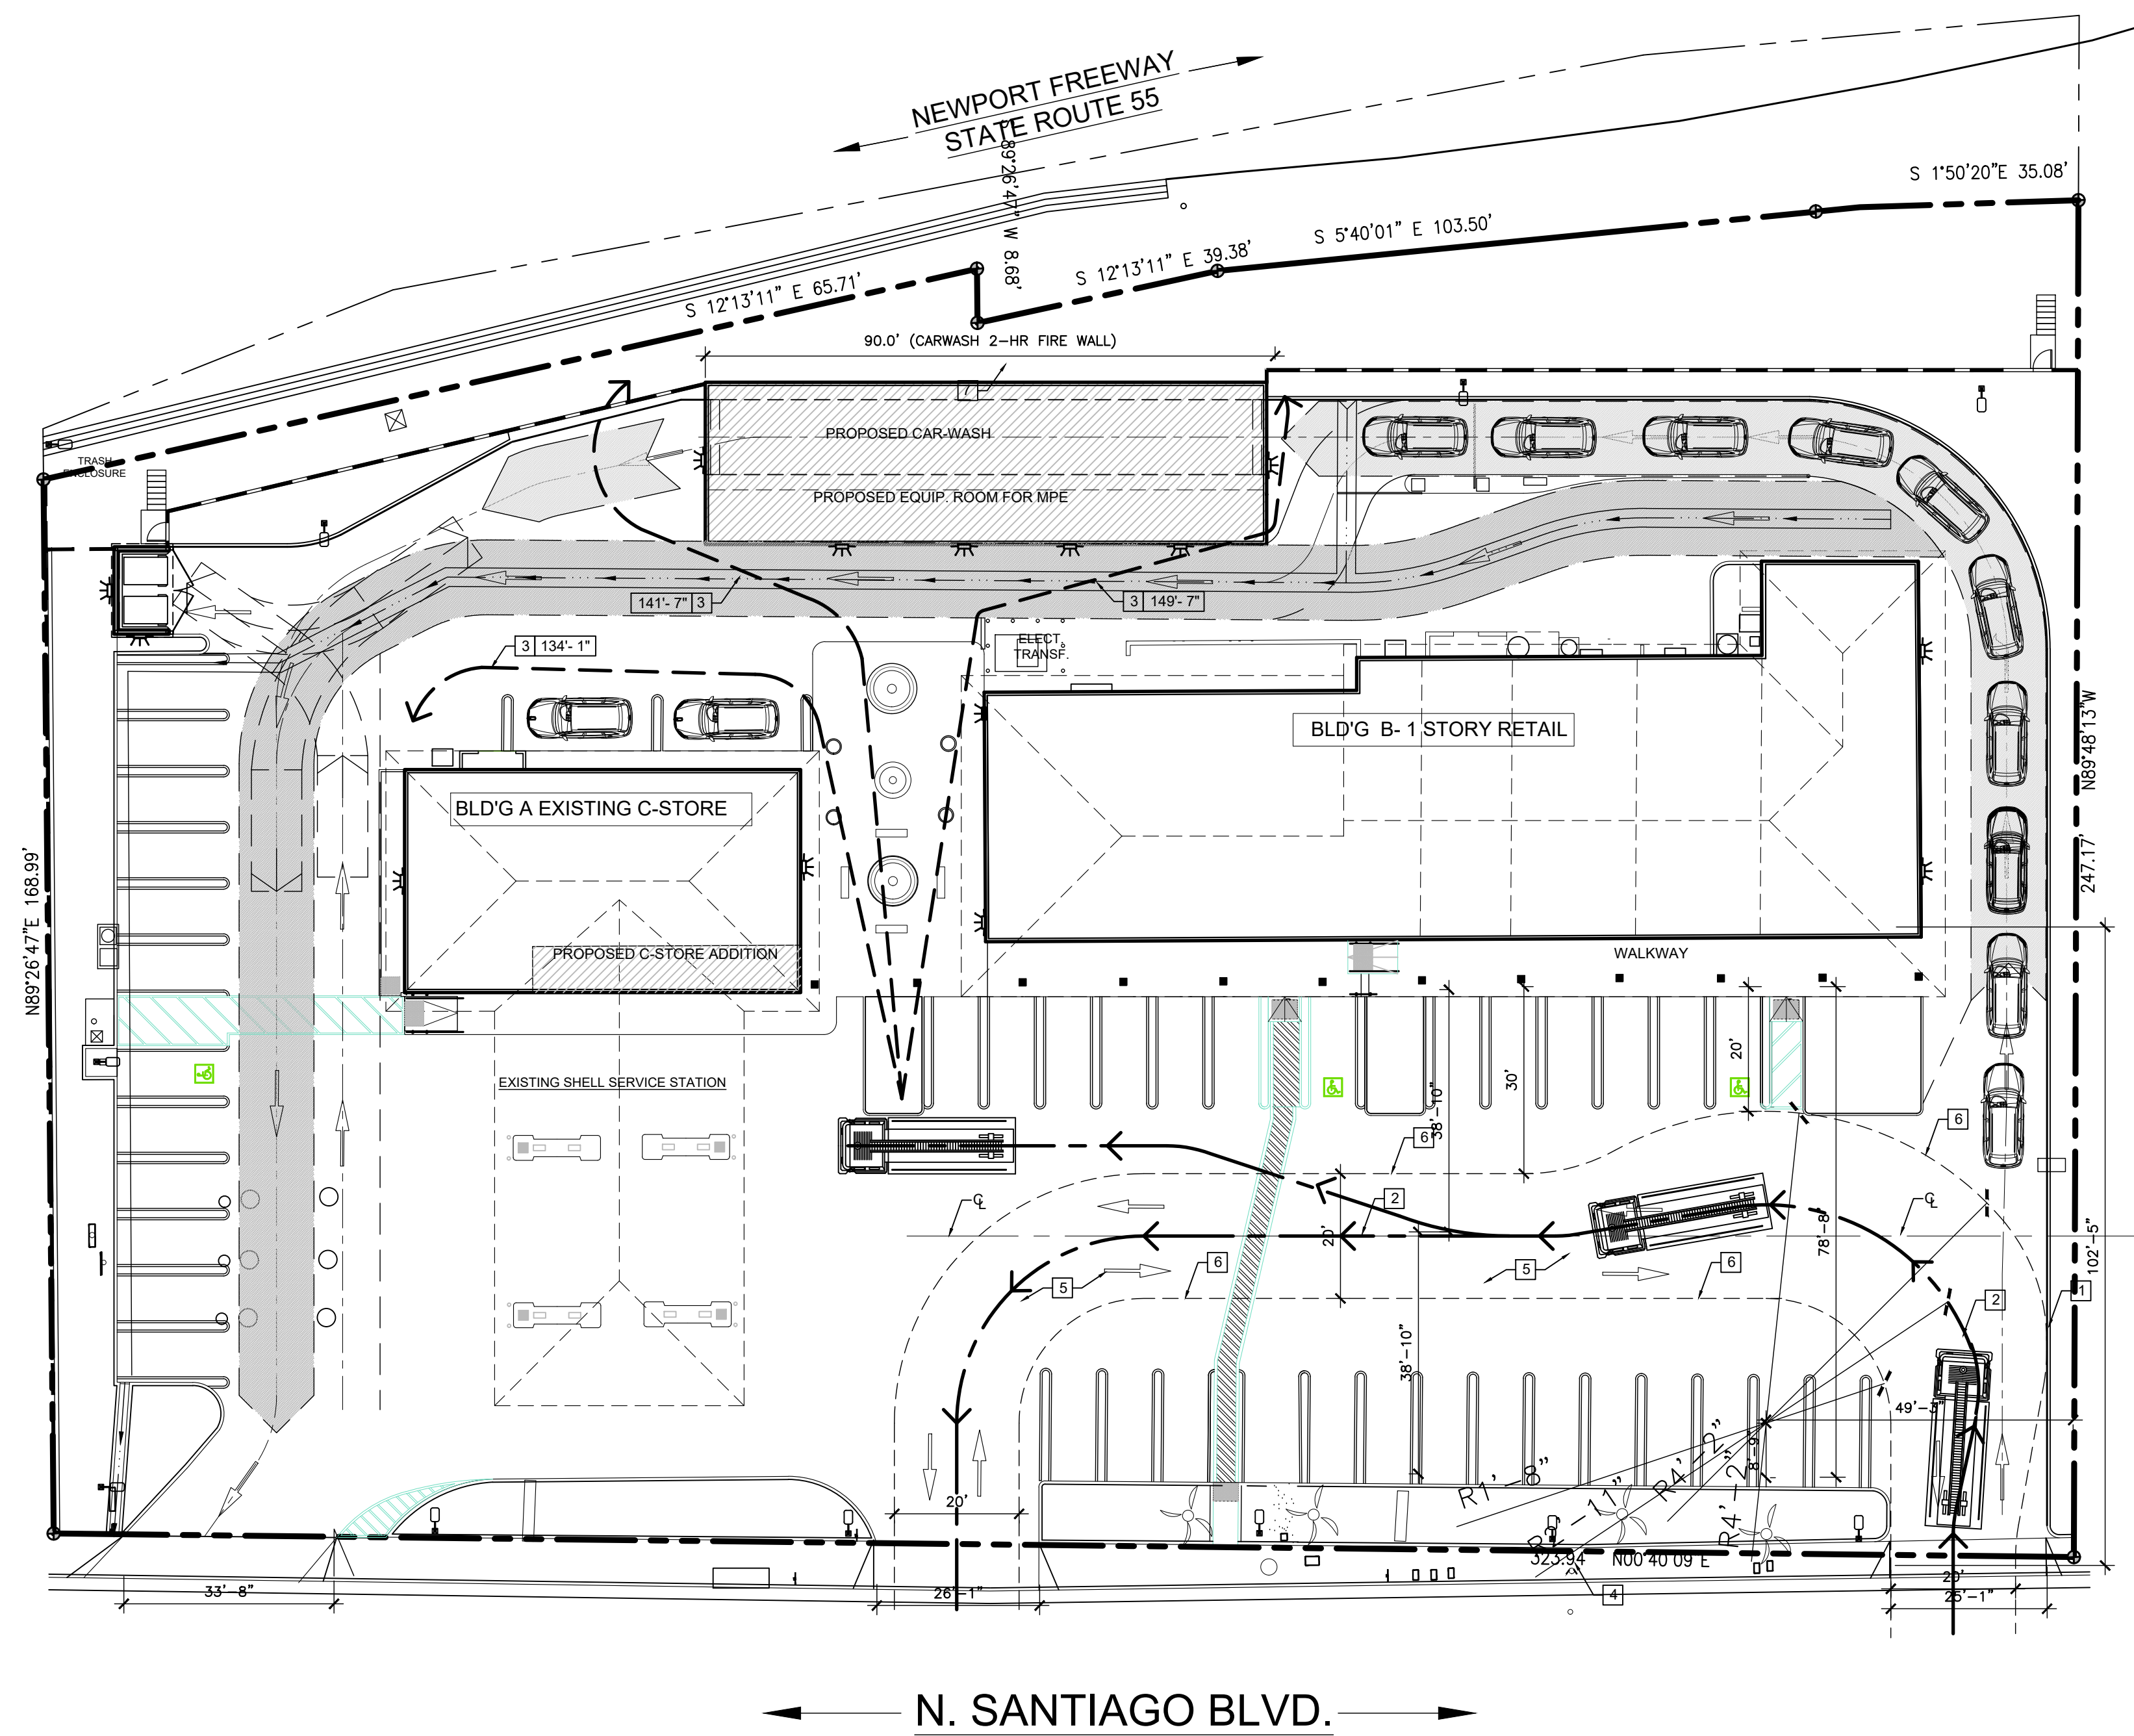 NEWPORT FREEWAY
STATE ROUTE 55
S 89°26'47" W 8.68'
S 1°50'20"E 35.08'
S 5°40'01" E 103.50'
S 12°13'11" E 39.38'
S 12°13'11" E 65.71'
90.0' (CARWASH 2-HR FIRE WALL)
7
PROPOSED CAR-WASH
PROPOSED EQUIP. ROOM FOR MPE
TRASH
ENCLOSURE
141'- 7" 3
3 149'- 7"
3 134'- 1"
ELECT.
TRANSF.
BLD'G B- 1 STORY RETAIL
BLD'G A EXISTING C-STORE
PROPOSED C-STORE ADDITION
WALKWAY
N89°48'13"W
247.17'
N89°26'47"E 168.99'
EXISTING SHELL SERVICE STATION
38'-10"
30'
20'
6
6
2
20'
78'-8"
102'-5"
5
6
5
6
2
1
38'-10"
49'-3"
8'-9"
R1'-8"
R4'-2"
R4'-2"
20'
323.94 N00 40 09 E
4
33'-8"
26'-1"
20'
25'-1"
N. SANTIAGO BLVD.